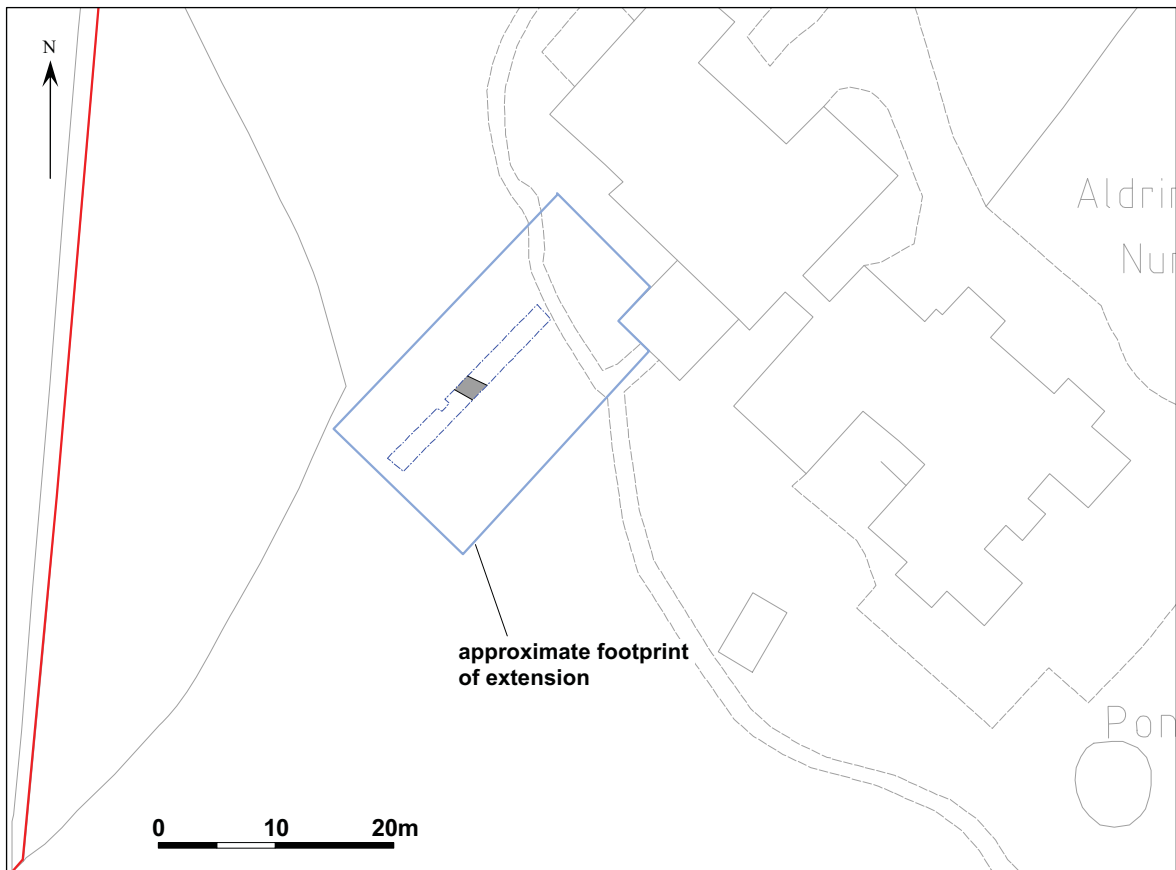 N
Aldrin
Nur
approximate footprint
of extension
Pon
0 10 20m